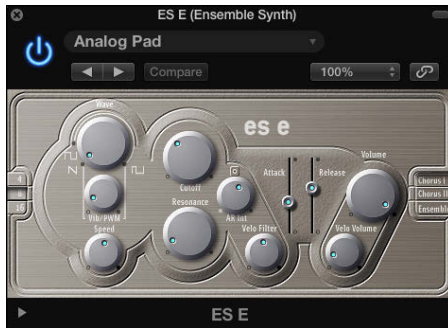 ES E (Ensemble Synth)
Analog Pad
Compare
100%
es e
Wave
Volume
4
8
16
Cutoff
Attack
Release
Chorus I
Chorus II
Ensemble
Vib/PWM
Resonance
AR Int
Speed
Velo Filter
Velo Volume
ES E